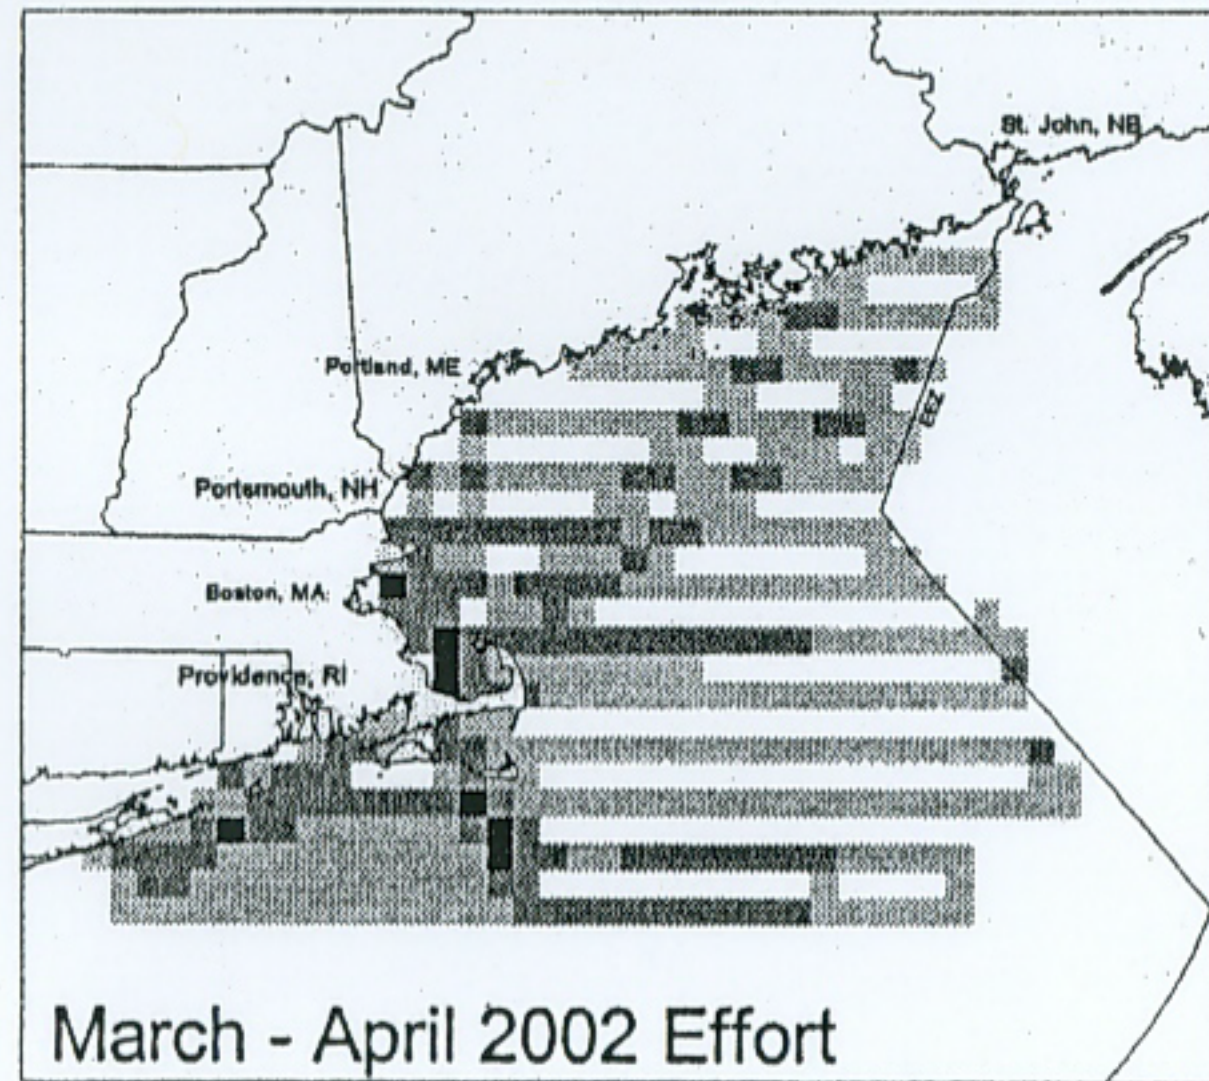 St. John, NB
Portland, ME
EEZ
Portsmouth, NH
Boston, MA
Providence, RI
March - April 2002 Effort